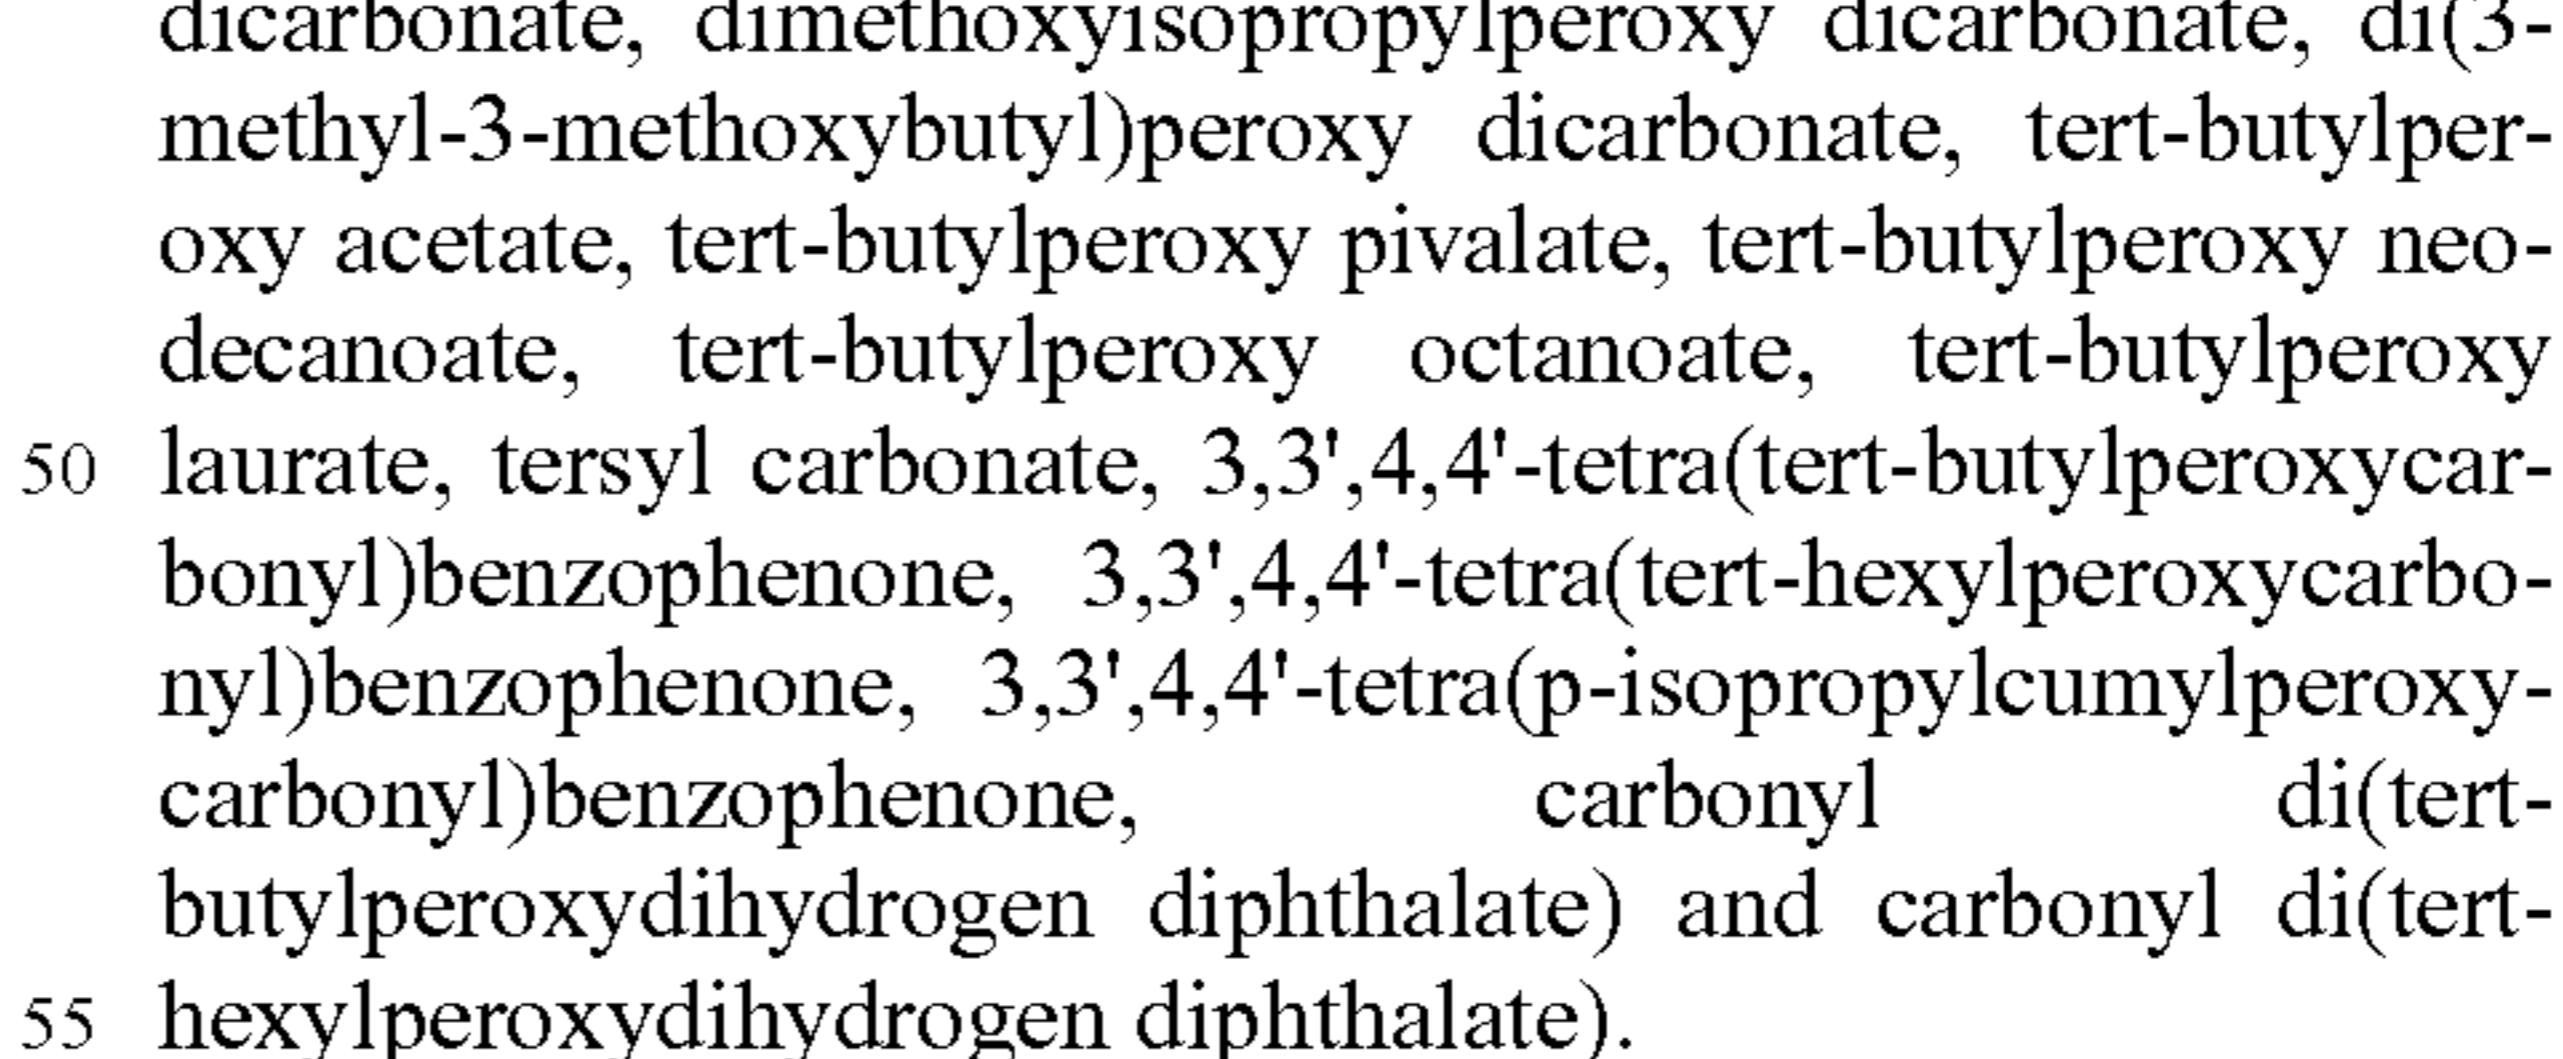 dicarbonate, dimethoxyisopropylperoxy dicarbonate, di(3-
methyl-3-methoxybutyl)peroxy dicarbonate, tert-butylper-
oxy acetate, tert-butylperoxy pivalate, tert-butylperoxy neo-
decanoate, tert-butylperoxy octanoate, tert-butylperoxy
50 laurate, tersyl carbonate, 3,3',4,4'-tetra(tert-butylperoxycar-
bonyl)benzophenone, 3,3',4,4'-tetra(tert-hexylperoxycarbo-
nyl)benzophenone, 3,3',4,4'-tetra(p-isopropylcumylperoxy-
carbonyl)benzophenone, carbonyl di(tert-
butylperoxydihydrogen diphthalate) and carbonyl di(tert-
55 hexylperoxydihydrogen diphthalate).